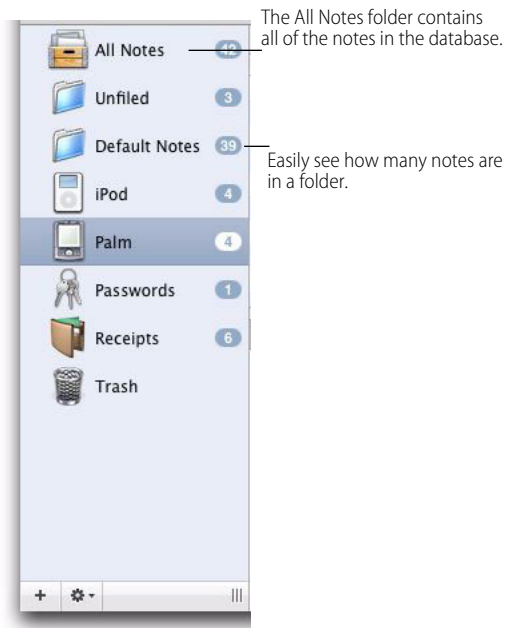 The All Notes folder contains
all of the notes in the database.
All Notes 42
Unfiled 3
Default Notes 39
Easily see how many notes are
in a folder.
iPod 4
Palm 4
Passwords 1
Receipts 6
Trash